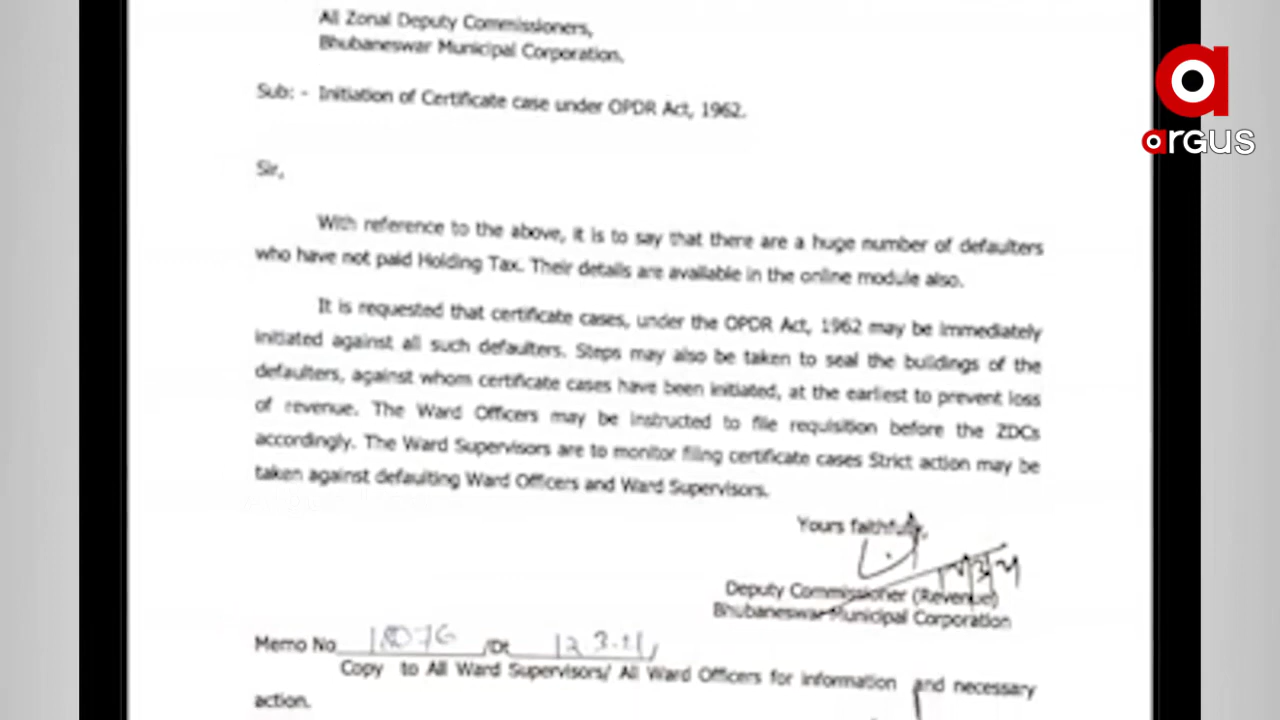 All Zonal Deputy Commissioners,
Bhubaneswar Municipal Corporation.
argus
Sub: - Initiation of Certificate case under OPDR Act, 1962.
Sir,
With reference to the above, it is to say that there are a huge number of defaulters
who have not paid Holding Tax. Their details are available in the online module also.
It is requested that certificate cases, under the OPDR Act, 1962 may be immediately
initiated against all such defaulters. Steps may also be taken to seal the buildings of the
defaulters, against whom certificate cases have been initiated, at the earliest to prevent loss
of revenue. The Ward Officers may be instructed to file requisition before the ZDCs
accordingly. The Ward Supervisors are to monitor filing certificate cases Strict action may be
taken against defaulting Ward Officers and Ward Supervisors.
Yours faithfully,
Deputy Commissioner (Revenue)
Bhubaneswar Municipal Corporation
Memo No /Dt
Copy to All Ward Supervisors/ All Ward Officers for information and necessary
action.